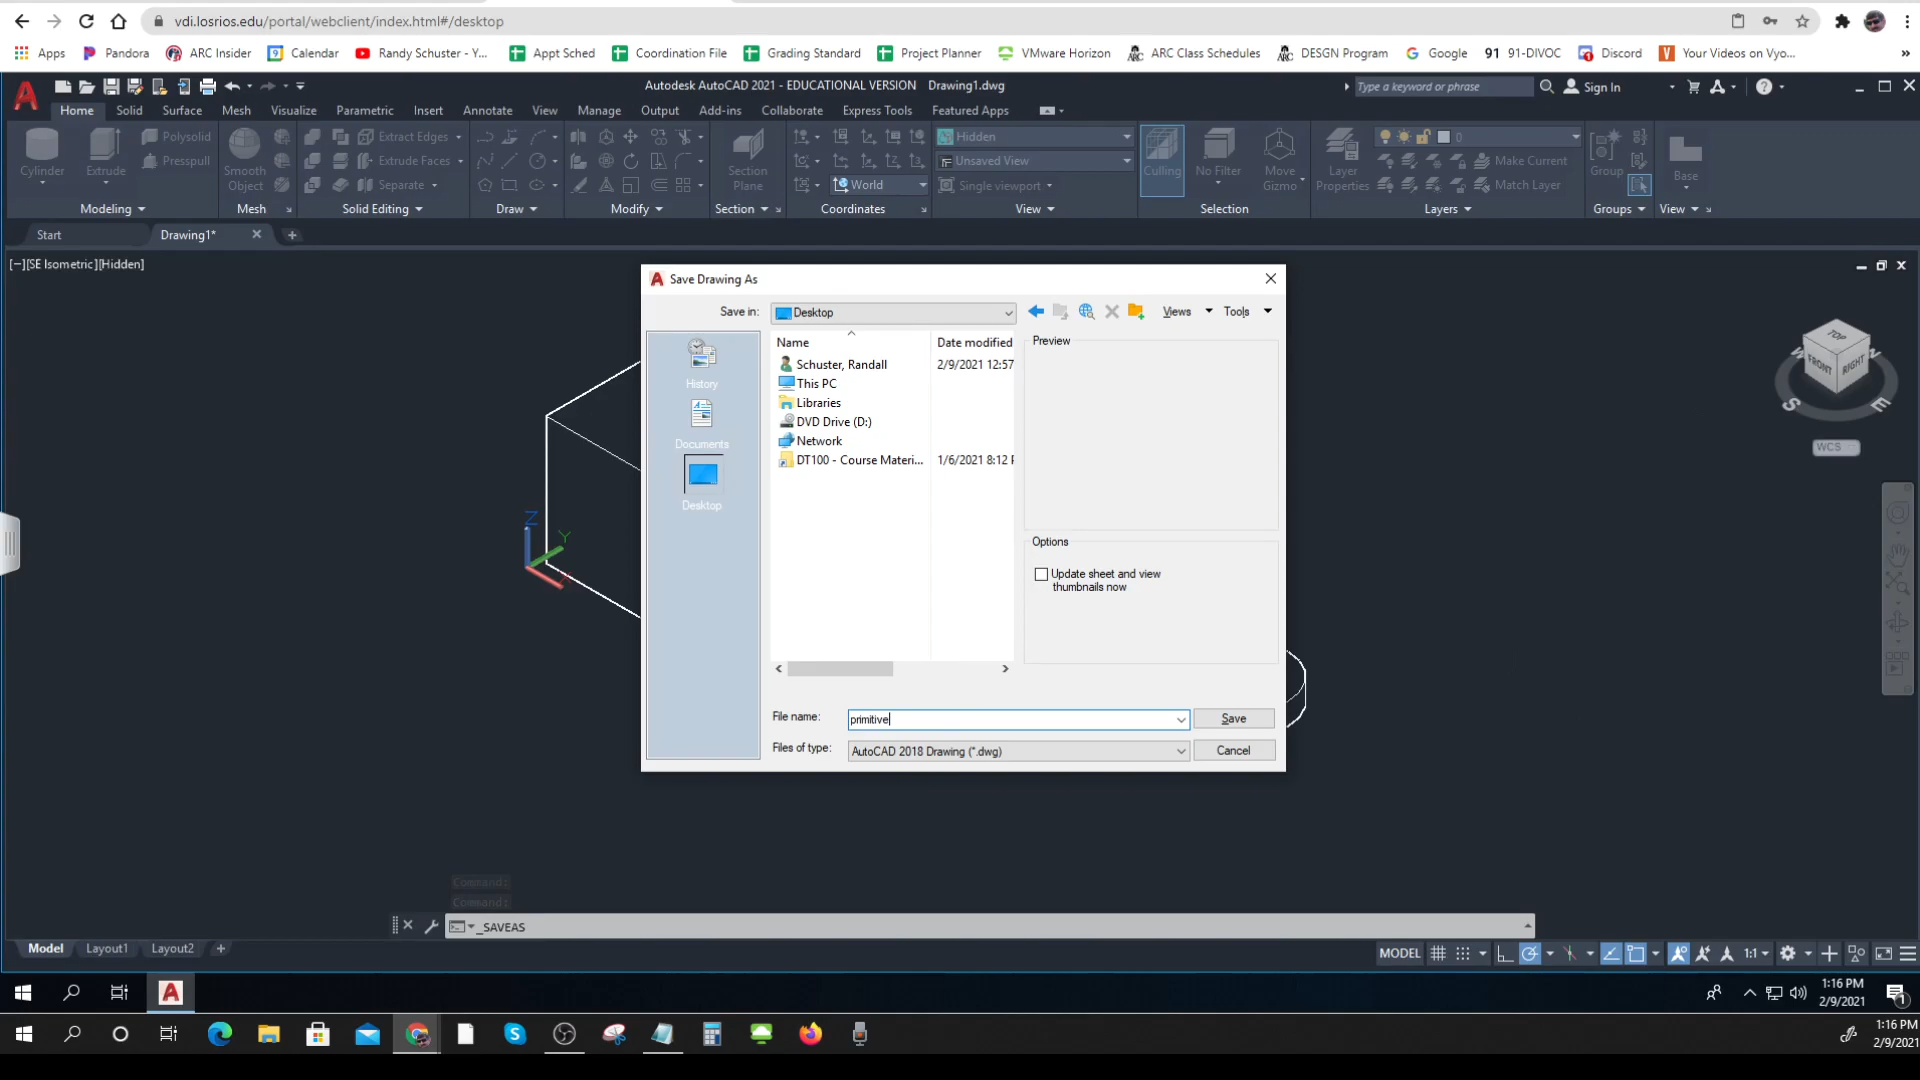 vdi.losrios.edu/portal/webclient/index.html#/desktop
Apps Pandora ARC Insider Calendar Randy Schuster - Y... Appt Sched Coordination File Grading Standard Project Planner VMware Horizon ARC Class Schedules DESGN Program Google 91 91-DIVOC Discord Your Videos on Vyo... »
Autodesk AutoCAD 2021 - EDUCATIONAL VERSION Drawing1.dwg Type a keyword or phrase Sign In
Home Solid Surface Mesh Visualize Parametric Insert Annotate View Manage Output Add-ins Collaborate Express Tools Featured Apps
Cylinder
Extrude
Polysolid
Presspull
Smooth
Object
Extract Edges
Extrude Faces
Separate
Section
Plane
World
Hidden
Unsaved View
Single viewport
Culling
No Filter
Move
Gizmo
Layer
Properties
0
Make Current
Match Layer
Group
Base
Modeling Mesh Solid Editing Draw Modify Section Coordinates View Selection Layers Groups View
Start Drawing1*
[−][SE Isometric][Hidden]
Save Drawing As
Save in: Desktop Views Tools
History
Documents
Desktop
Name Date modified
Schuster, Randall 2/9/2021 12:57
This PC
Libraries
DVD Drive (D:)
Network
DT100 - Course Materi... 1/6/2021 8:12
Preview
Options
Update sheet and view
thumbnails now
File name: primitive Save
Files of type: AutoCAD 2018 Drawing (*.dwg) Cancel
TOP
FRONT RIGHT
S E
WCS
Z
Y
Command:
Command:
_SAVEAS
Model Layout1 Layout2
MODEL 1:1
1:16 PM
2/9/2021
1
1:16 PM
2/9/2021